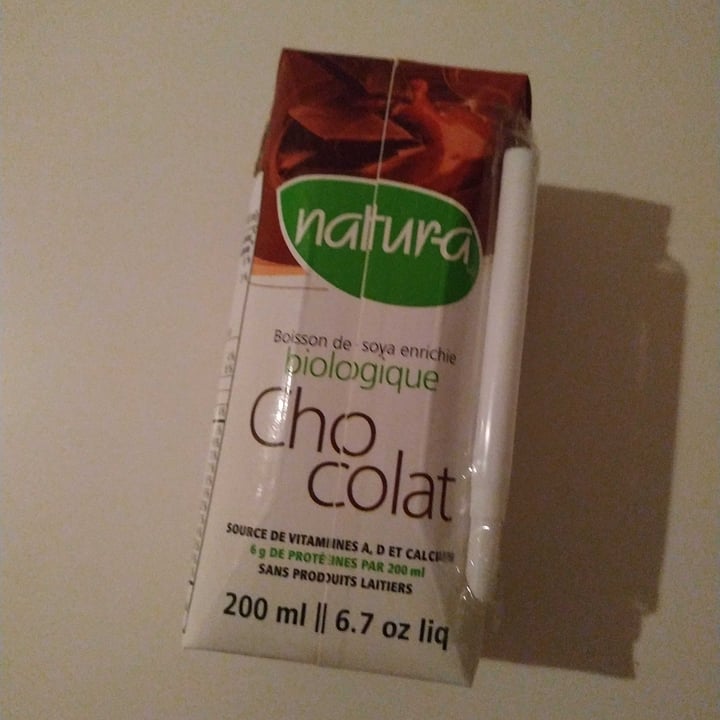 natur-a
Boisson de soya enrichie
biologique
Cho
colat
SOURCE DE VITAMINES A, D ET CALCIUM
6 g DE PROTÉINES PAR 200 ml
SANS PRODUITS LAITIERS
200 ml || 6.7 oz liq